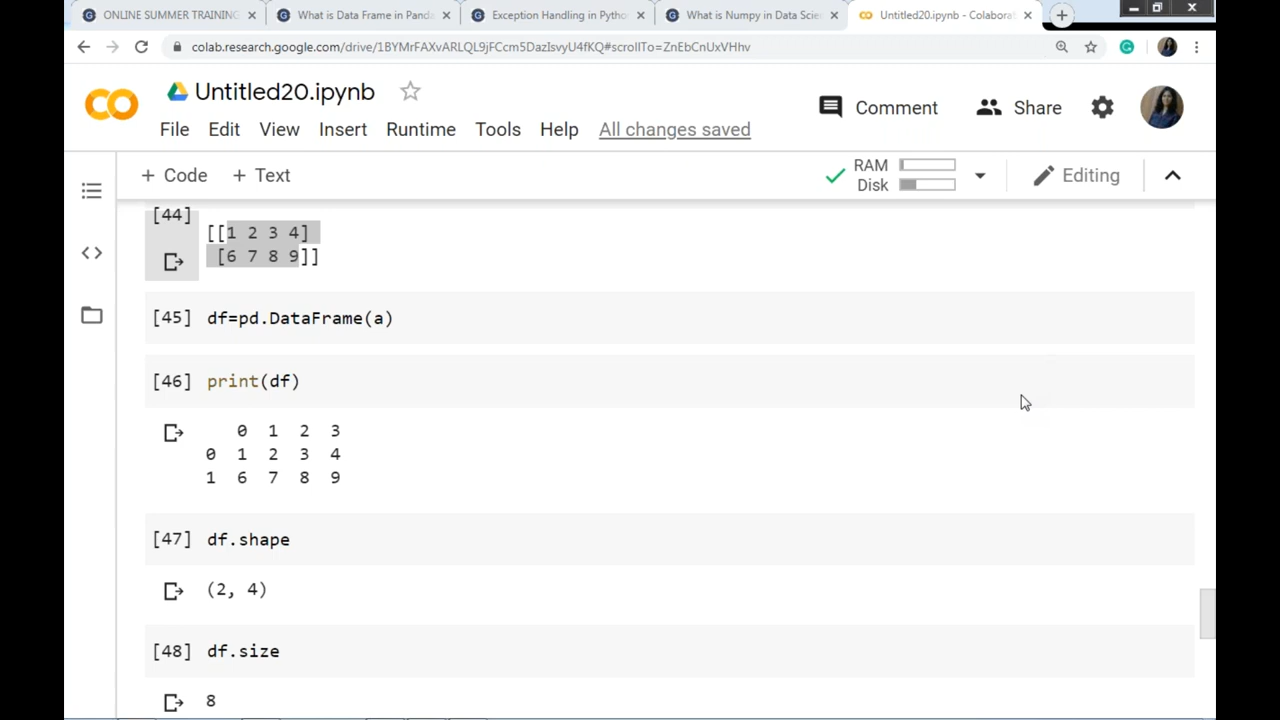 ONLINE SUMMER TRAINING
What is Data Frame in Panda
Exception Handling in Pytho
What is Numpy in Data Scie
Untitled20.ipynb - Colaborat
colab.research.google.com/drive/1BYMrFAXvARLQL9jFCcm5DazIsvyU4fKQ#scrollTo=ZnEbCnUxVHhv
Untitled20.ipynb
Comment
Share
File Edit View Insert Runtime Tools Help All changes saved
+ Code + Text
RAM
Disk
Editing
[44]
[[1 2 3 4]
[6 7 8 9]]
[45] df=pd.DataFrame(a)
[46] print(df)
0 1 2 3
0 1 2 3 4
1 6 7 8 9
[47] df.shape
(2, 4)
[48] df.size
8